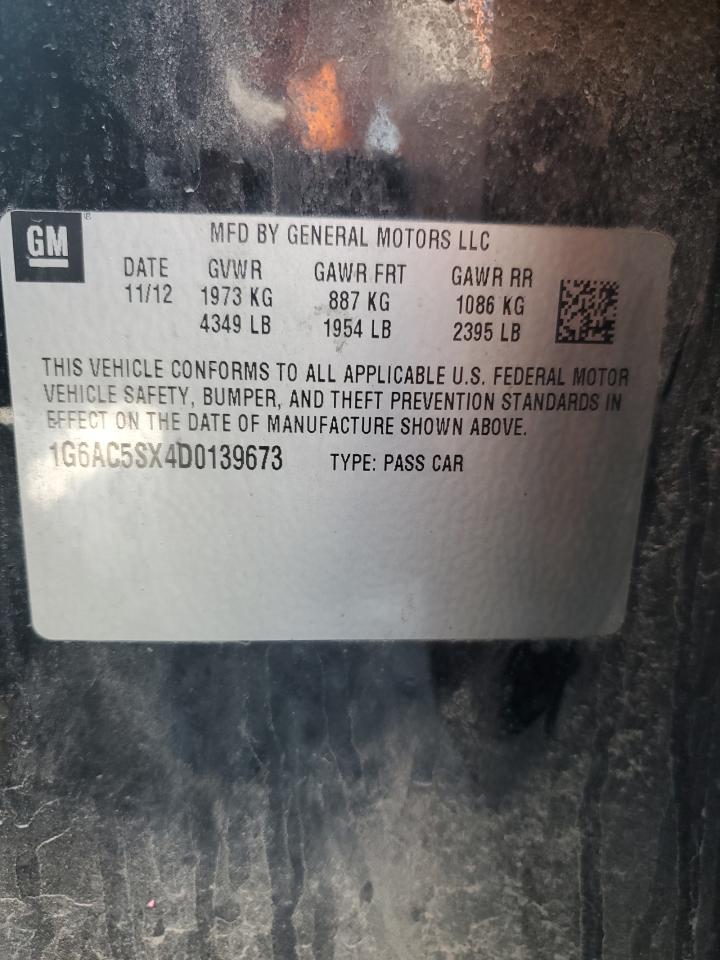 GM ®
MFD BY GENERAL MOTORS LLC
DATE GVWR GAWR FRT GAWR RR
11/12 1973 KG 887 KG 1086 KG
4349 LB 1954 LB 2395 LB
THIS VEHICLE CONFORMS TO ALL APPLICABLE U.S. FEDERAL MOTOR
VEHICLE SAFETY, BUMPER, AND THEFT PREVENTION STANDARDS IN
EFFECT ON THE DATE OF MANUFACTURE SHOWN ABOVE.
1G6AC5SX4D0139673 TYPE: PASS CAR